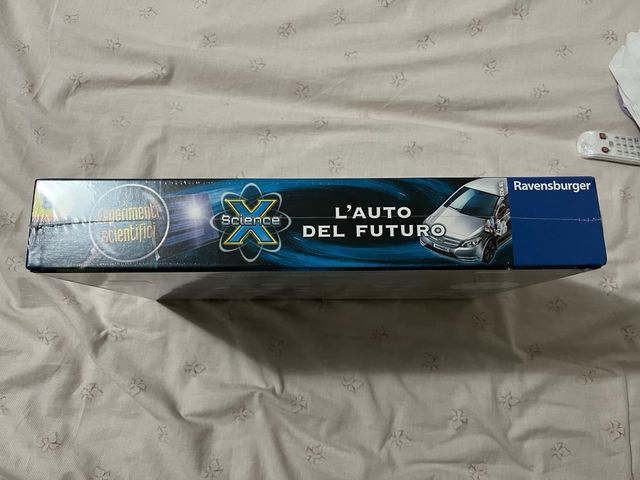 Esperimenti
scientifici
Science
X
L'AUTO
DEL FUTURO
Ravensburger